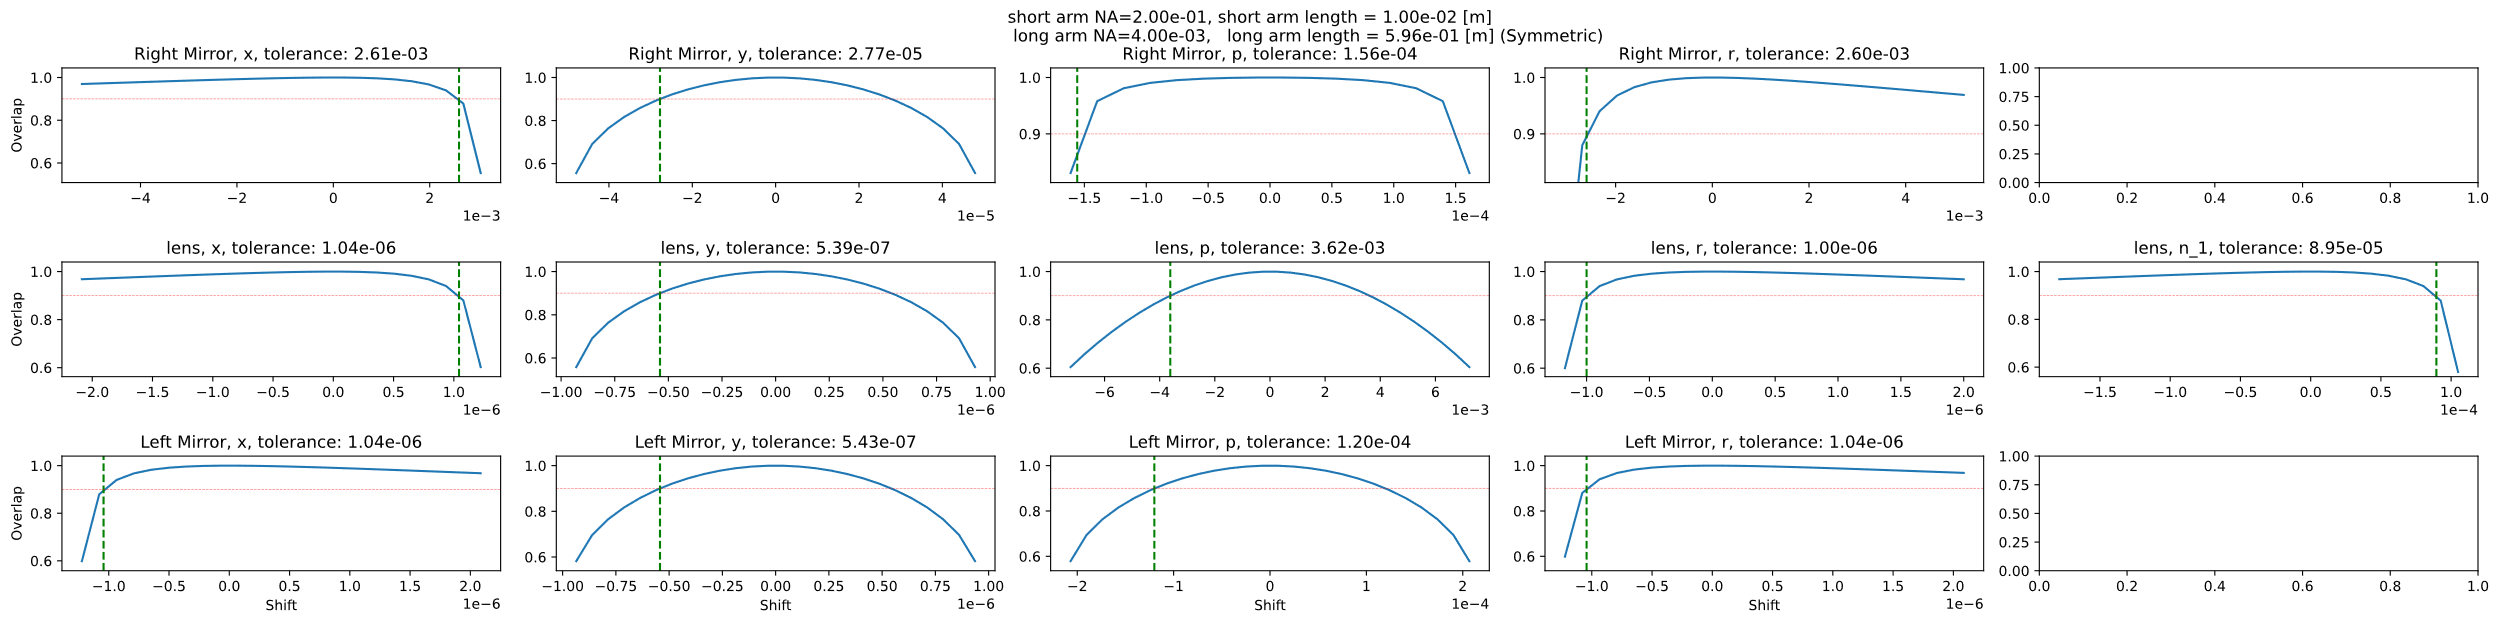 short arm NA=2.00e-01, short arm length = 1.00e-02 [m]
long arm NA=4.00e-03, long arm length = 5.96e-01 [m] (Symmetric)
Right Mirror, x, tolerance: 2.61e-03
Right Mirror, y, tolerance: 2.77e-05
Right Mirror, p, tolerance: 1.56e-04
Right Mirror, r, tolerance: 2.60e-03
Overlap
1.0
0.8
0.6
−4 −2 0 2
1e−3
1.0
0.8
0.6
−4 −2 0 2 4
1e−5
1.0
0.9
−1.5 −1.0 −0.5 0.0 0.5 1.0 1.5
1e−4
1.0
0.9
−2 0 2 4
1e−3
1.00
0.75
0.50
0.25
0.00
0.0 0.2 0.4 0.6 0.8 1.0
lens, x, tolerance: 1.04e-06
lens, y, tolerance: 5.39e-07
lens, p, tolerance: 3.62e-03
lens, r, tolerance: 1.00e-06
lens, n_1, tolerance: 8.95e-05
Overlap
1.0
0.8
0.6
−2.0 −1.5 −1.0 −0.5 0.0 0.5 1.0
1e−6
1.0
0.8
0.6
−1.00 −0.75 −0.50 −0.25 0.00 0.25 0.50 0.75 1.00
1e−6
1.0
0.8
0.6
−6 −4 −2 0 2 4 6
1e−3
1.0
0.8
0.6
−1.0 −0.5 0.0 0.5 1.0 1.5 2.0
1e−6
1.0
0.8
0.6
−1.5 −1.0 −0.5 0.0 0.5 1.0
1e−4
Left Mirror, x, tolerance: 1.04e-06
Left Mirror, y, tolerance: 5.43e-07
Left Mirror, p, tolerance: 1.20e-04
Left Mirror, r, tolerance: 1.04e-06
Overlap
1.0
0.8
0.6
−1.0 −0.5 0.0 0.5 1.0 1.5 2.0
Shift
1e−6
1.0
0.8
0.6
−1.00 −0.75 −0.50 −0.25 0.00 0.25 0.50 0.75 1.00
Shift
1e−6
1.0
0.8
0.6
−2 −1 0 1 2
Shift
1e−4
1.0
0.8
0.6
−1.0 −0.5 0.0 0.5 1.0 1.5 2.0
Shift
1e−6
1.00
0.75
0.50
0.25
0.00
0.0 0.2 0.4 0.6 0.8 1.0